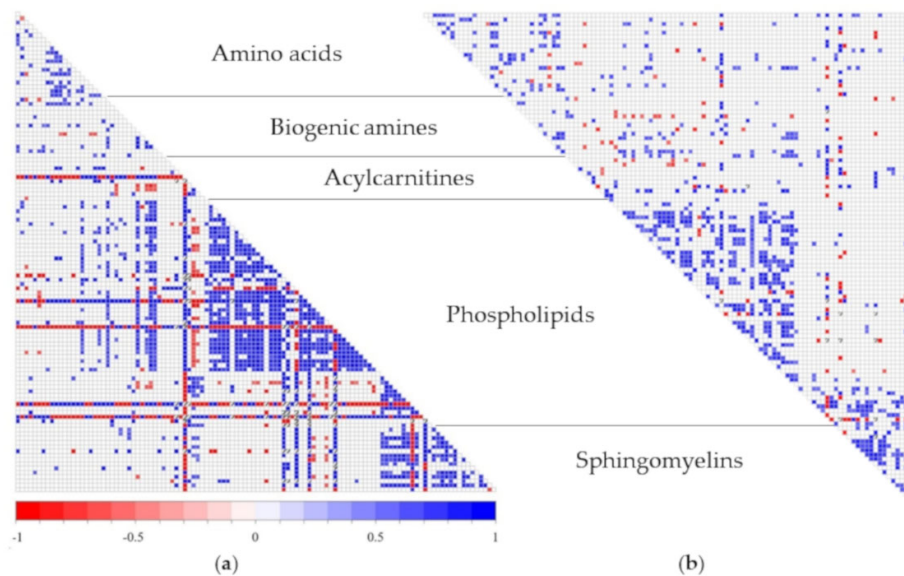 Amino acids
Biogenic amines
Acylcarnitines
Phospholipids
Sphingomyelins
-1 -0.5 0 0.5 1
(a) (b)